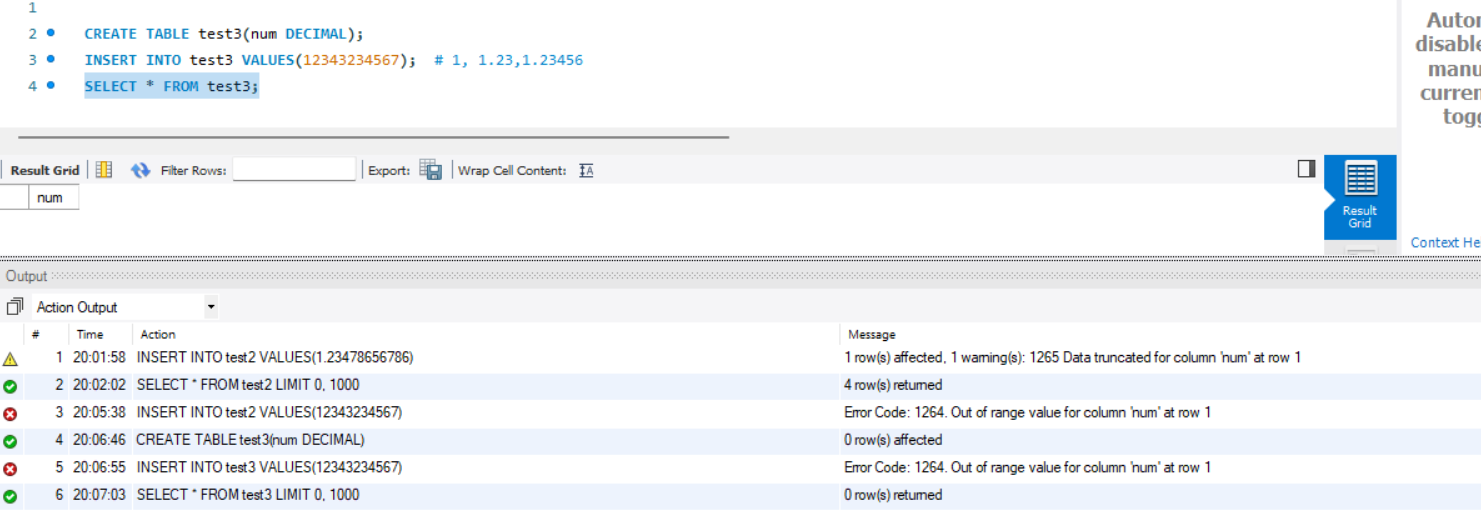 1
2 CREATE TABLE test3(num DECIMAL);
3 INSERT INTO test3 VALUES(12343234567); # 1, 1.23,1.23456
4 SELECT * FROM test3;
Result Grid Filter Rows: Export: Wrap Cell Content:
num
Result
Grid
Context He
Output
Action Output
# Time Action Message
1 20:01:58 INSERT INTO test2 VALUES(1.23478656786) 1 row(s) affected, 1 warning(s): 1265 Data truncated for column 'num' at row 1
2 20:02:02 SELECT * FROM test2 LIMIT 0, 1000 4 row(s) returned
3 20:05:38 INSERT INTO test2 VALUES(12343234567) Error Code: 1264. Out of range value for column 'num' at row 1
4 20:06:46 CREATE TABLE test3(num DECIMAL) 0 row(s) affected
5 20:06:55 INSERT INTO test3 VALUES(12343234567) Error Code: 1264. Out of range value for column 'num' at row 1
6 20:07:03 SELECT * FROM test3 LIMIT 0, 1000 0 row(s) returned